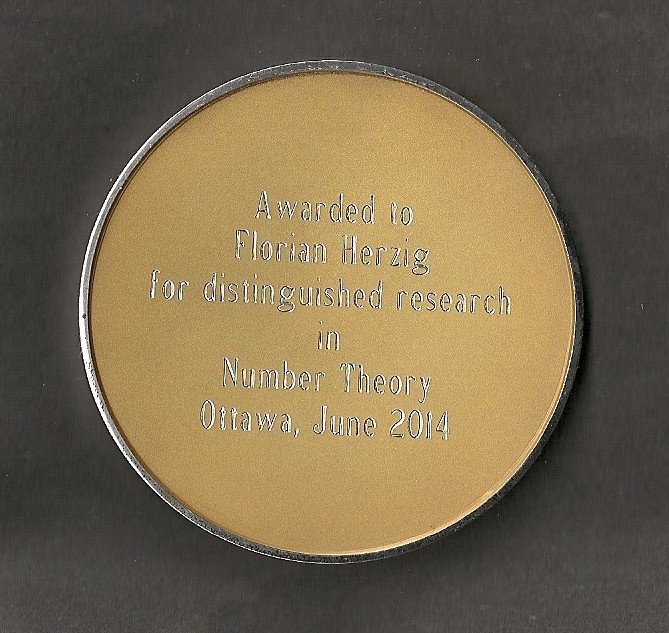 Awarded to
Florian Herzig
for distinguished research
in
Number Theory
Ottawa, June 2014